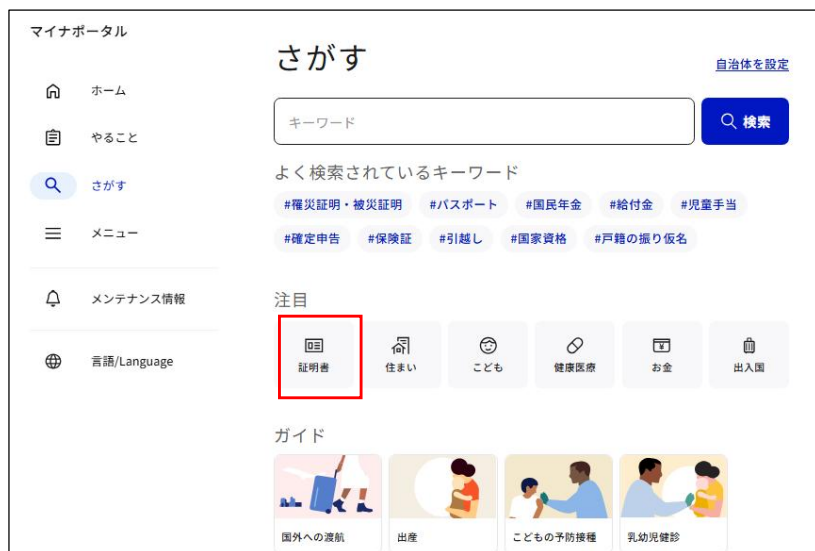 マイナポータル
ホーム
やること
さがす
メニュー
メンテナンス情報
言語/Language
さがす
自治体を設定
キーワード
検索
よく検索されているキーワード
#罹災証明・被災証明 #パスポート #国民年金 #給付金 #児童手当
#確定申告 #保険証 #引越し #国家資格 #戸籍の振り仮名
注目
証明書 住まい こども 健康医療 お金 出入国
ガイド
国外への渡航 出産 こどもの予防接種 乳幼児健診